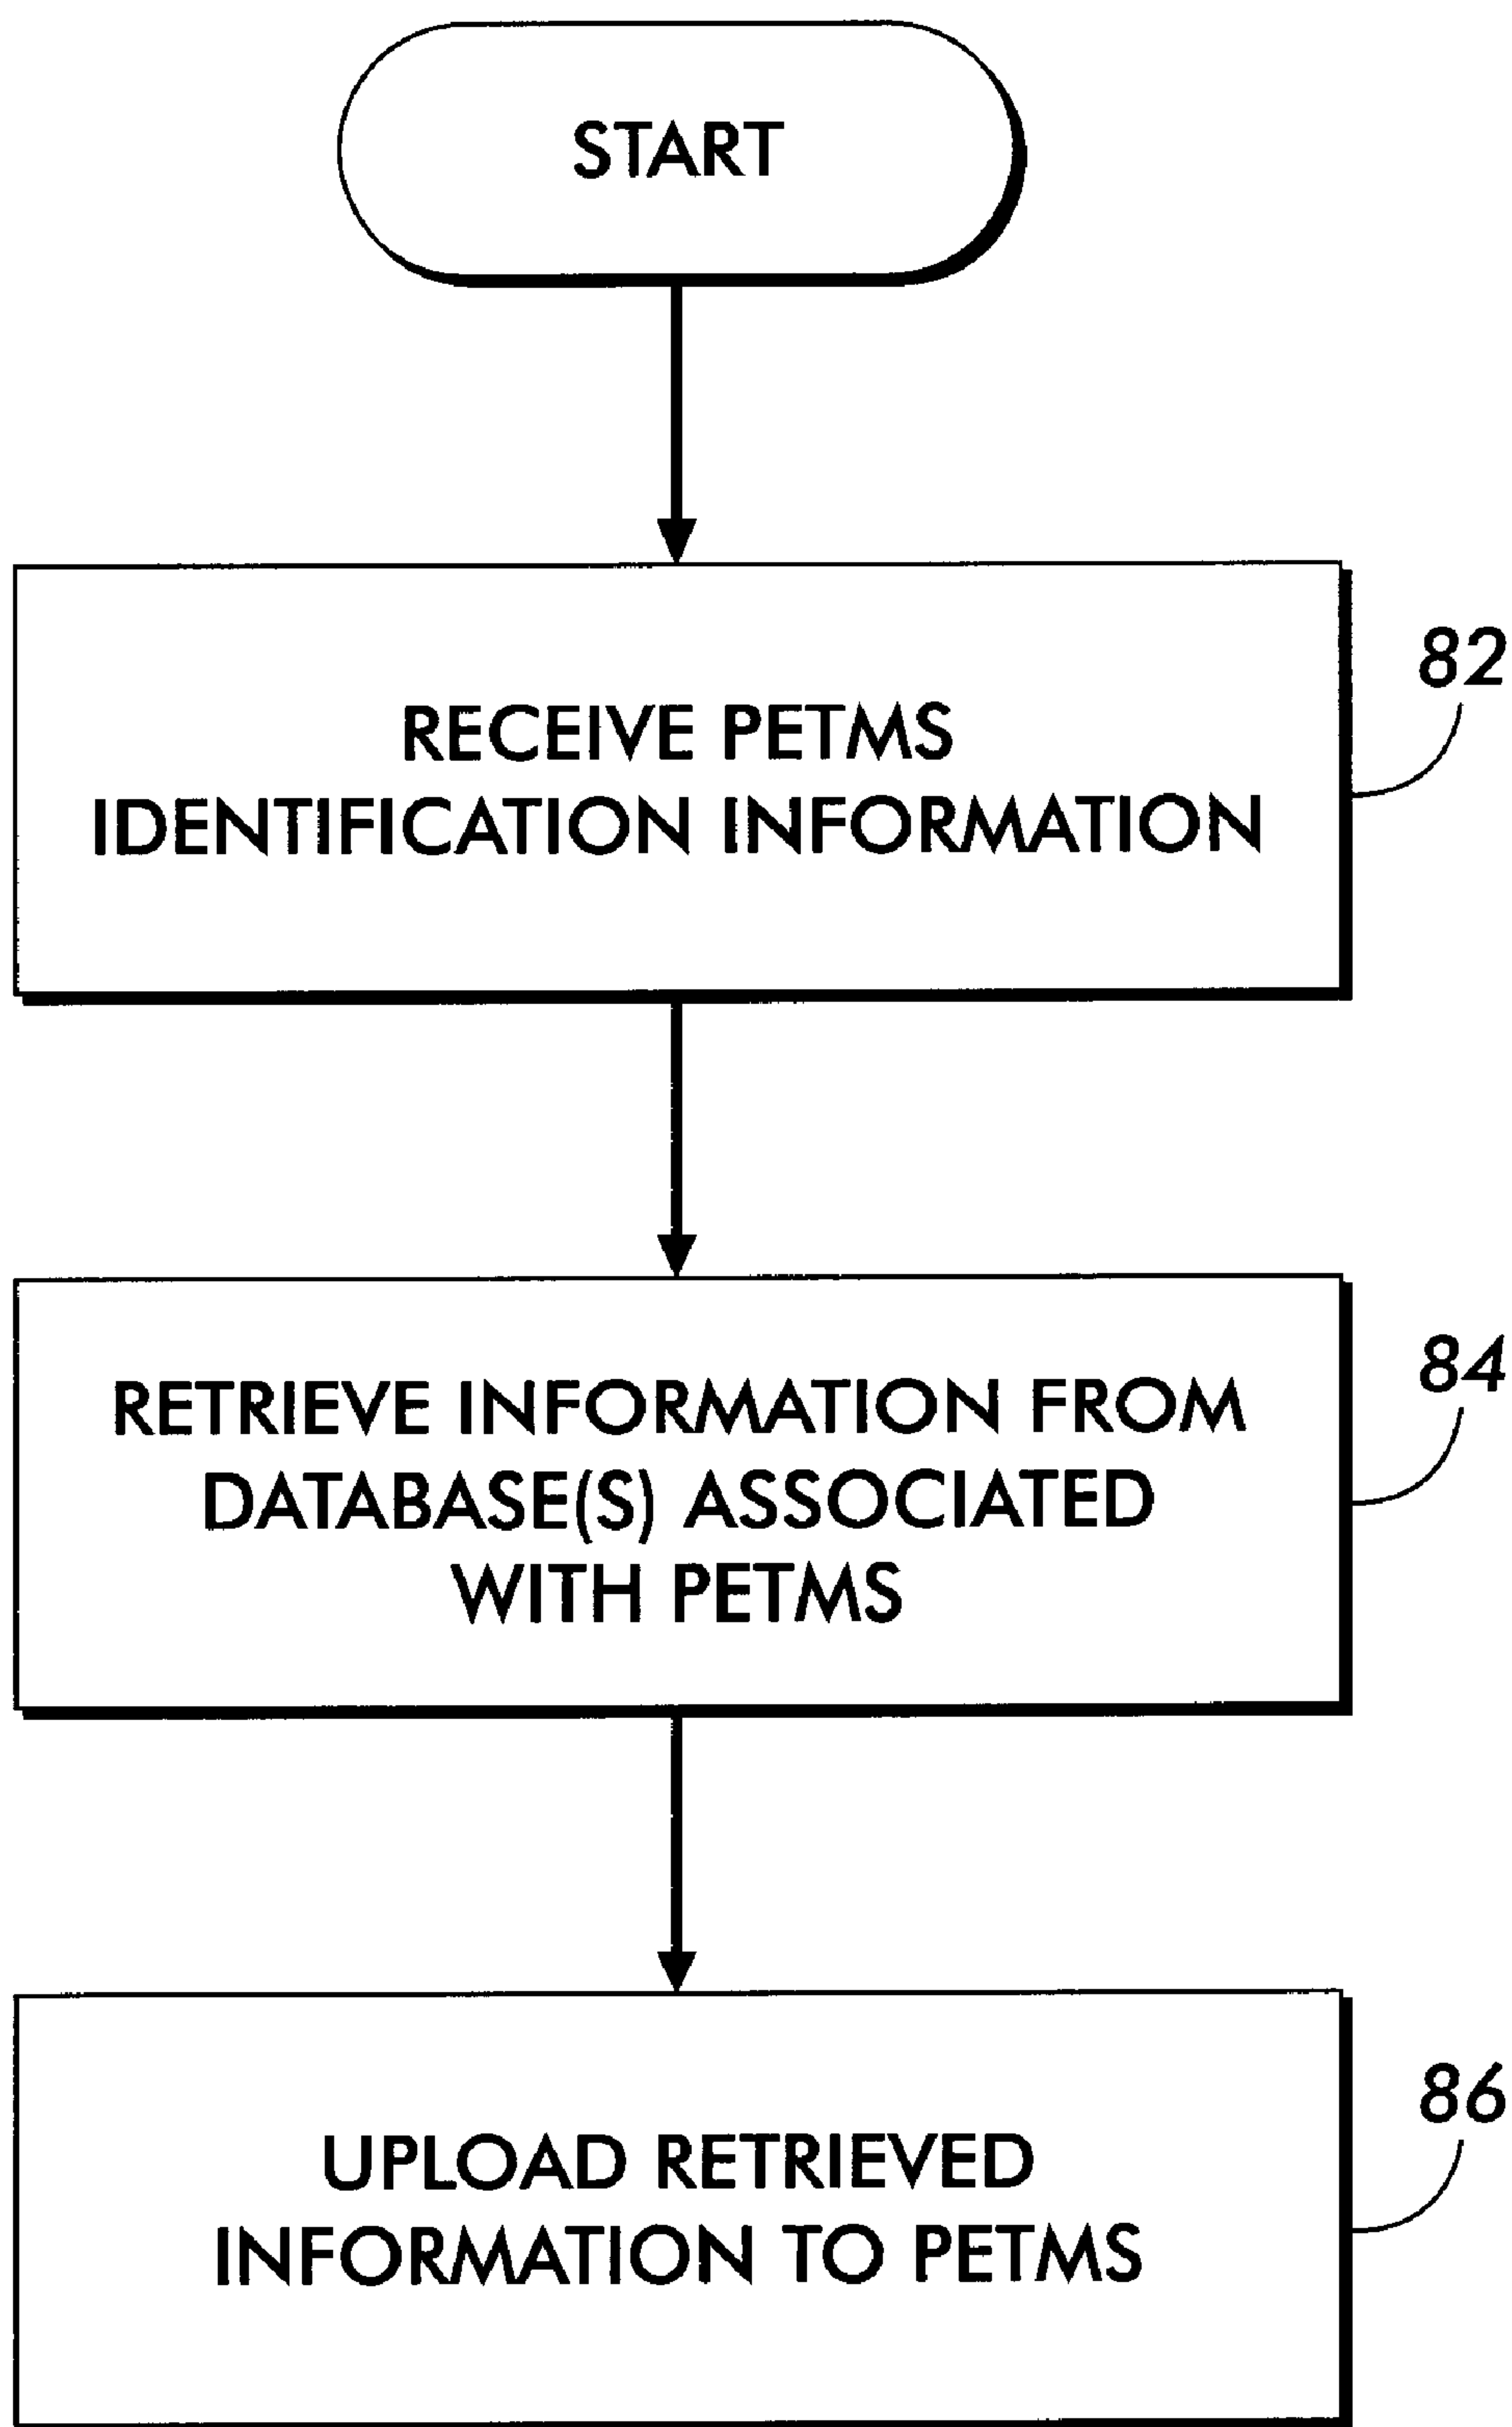 START
RECEIVE PETMS
IDENTIFICATION INFORMATION
82
RETRIEVE INFORMATION FROM
DATABASE(S) ASSOCIATED
WITH PETMS
84
UPLOAD RETRIEVED
INFORMATION TO PETMS
86